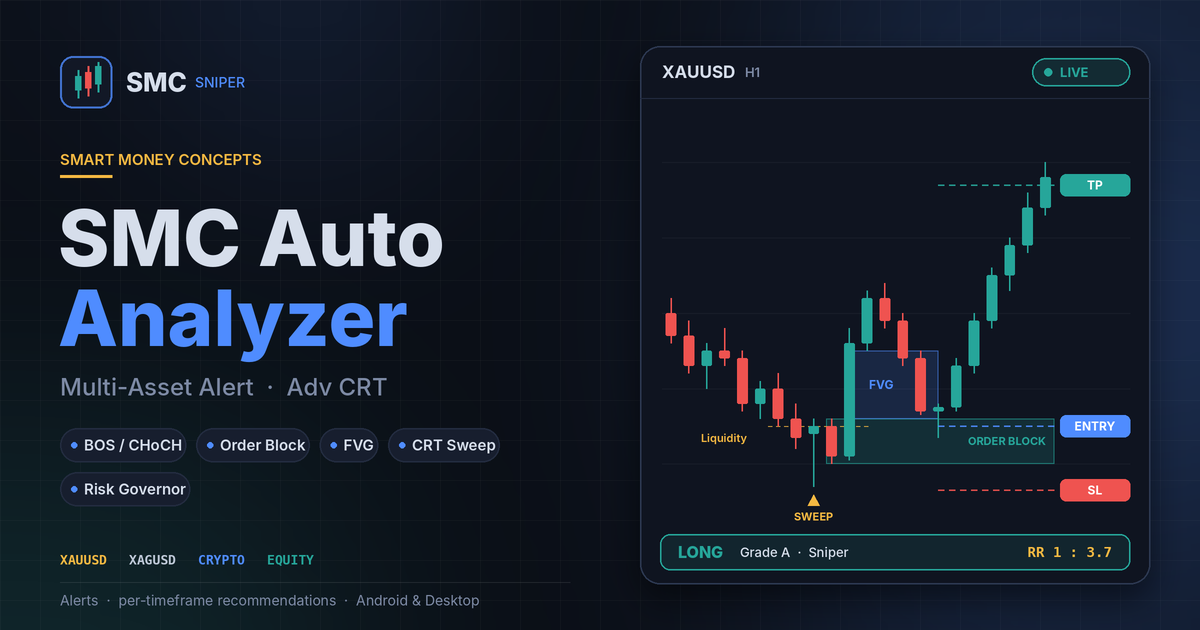 SMC SNIPER
SMART MONEY CONCEPTS
SMC Auto
Analyzer
Multi-Asset Alert · Adv CRT
BOS / CHoCH
Order Block
FVG
CRT Sweep
Risk Governor
XAUUSD XAGUSD CRYPTO EQUITY
Alerts · per-timeframe recommendations · Android & Desktop
XAUUSD H1
LIVE
TP
FVG
ENTRY
Liquidity
ORDER BLOCK
SL
SWEEP
LONG Grade A · Sniper RR 1 : 3.7